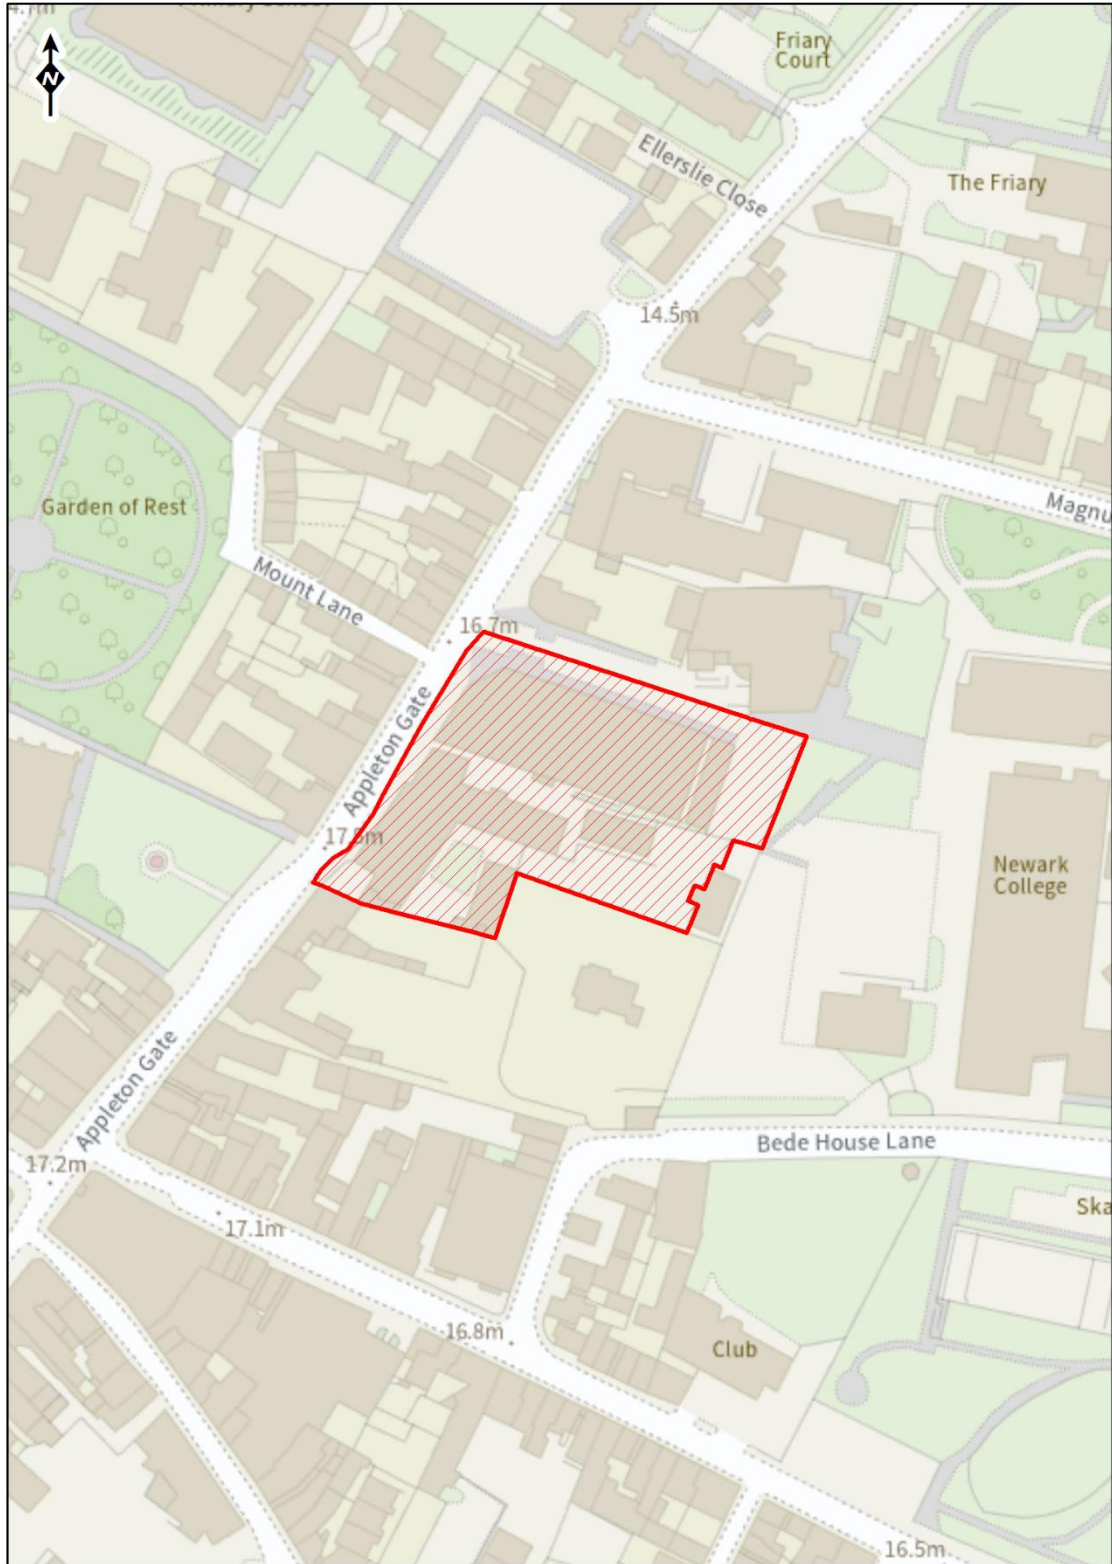 Friary
Court
Ellerslie Close
The Friary
14.5m
Garden of Rest
Magnu
Mount Lane
16.7m
Appleton Gate
Newark
College
Appleton Gate
Bede House Lane
17.2m
Ska
17.1m
16.8m
Club
16.5m
N